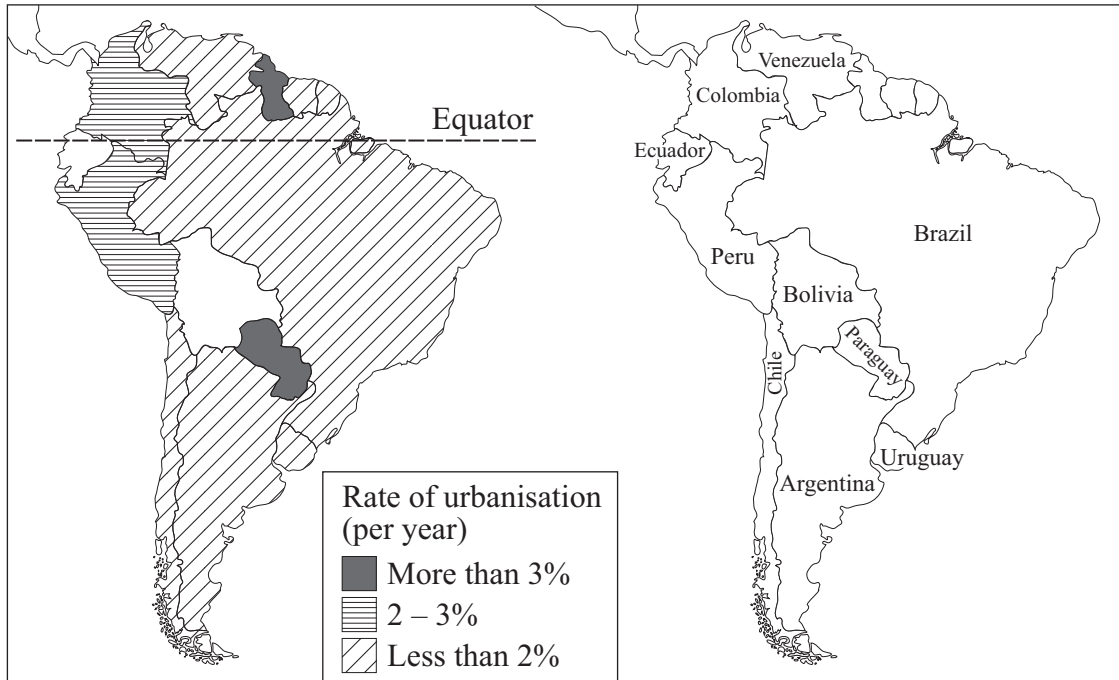 Equator
Rate of urbanisation
(per year)
More than 3%
2 – 3%
Less than 2%
Venezuela
Colombia
Ecuador
Brazil
Peru
Bolivia
Paraguay
Chile
Uruguay
Argentina